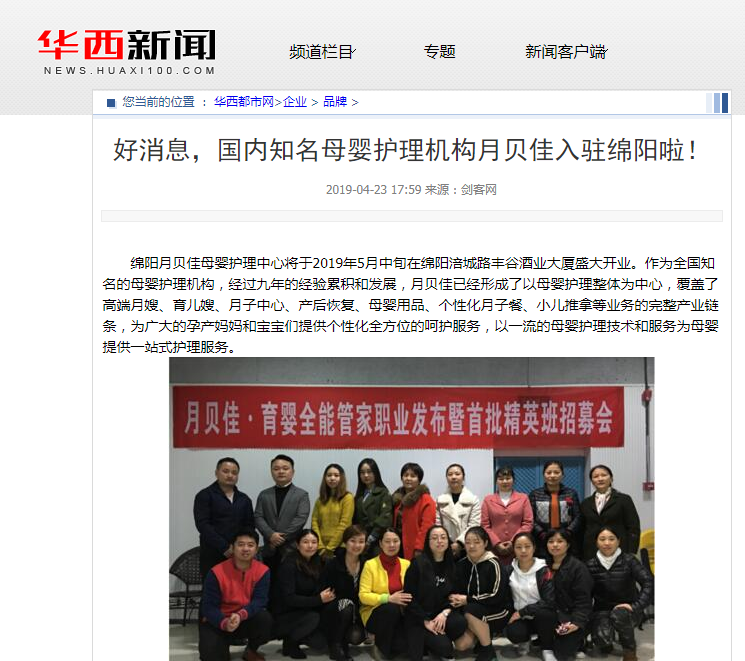 华西新闻
NEWS.HUAXI100.COM
频道栏目 专题 新闻客户端
您当前的位置 ：华西都市网>企业 > 品牌 >
好消息，国内知名母婴护理机构月贝佳入驻绵阳啦！
2019-04-23 17:59 来源：剑客网
绵阳月贝佳母婴护理中心将于2019年5月中旬在绵阳涪城路丰谷酒业大厦盛大开业。作为全国知
名的母婴护理机构，经过九年的经验累积和发展，月贝佳已经形成了以母婴护理整体为中心，覆盖了
高端月嫂、育儿嫂、月子中心、产后恢复、母婴用品、个性化月子餐、小儿推拿等业务的完整产业链
条，为广大的孕产妈妈和宝宝们提供个性化全方位的呵护服务，以一流的母婴护理技术和服务为母婴
提供一站式护理服务。
月贝佳·育婴全能管家职业发布暨首批精英班招募会